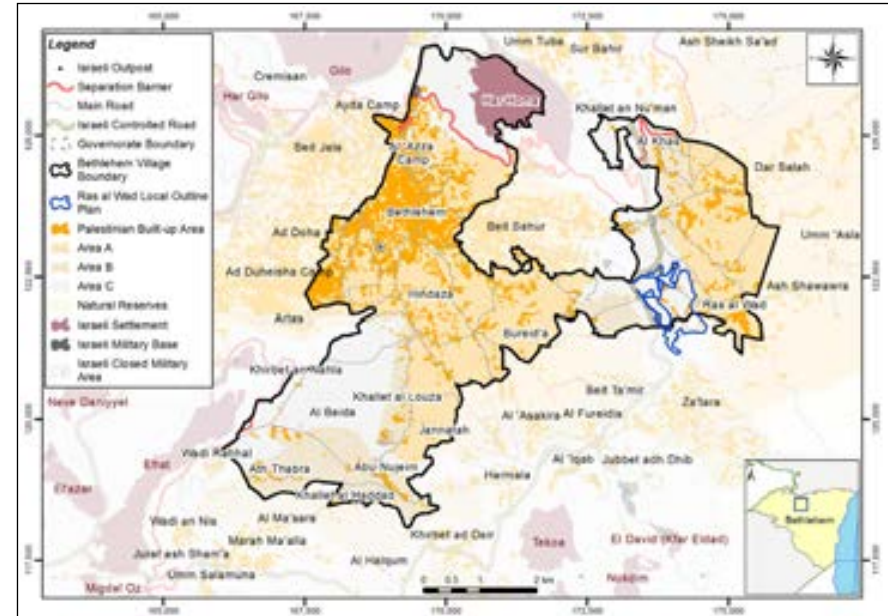 Legend
Israeli Outpost
Separation Barrier
Main Road
Israeli Controlled Road
Governorate Boundary
Bethlehem Village
Boundary
Ras al Wad Local Outline
Plan
Palestinian Built-up Area
Area A
Area B
Area C
Natural Reserves
Israeli Settlement
Israeli Military Base
Israeli Closed Military
Area
Umm Tuba
Sur Bahir
Ash Sheikh Sa'ad
Cremisan
Gilo
Har Gilo
Har Homa
Ayda Camp
Khallet an Nu'man
Al Khas
Beit Jala
Al 'Azza
Camp
Dar Salah
Bethlehem
Ad Doha
Beit Sahur
Umm 'Asla
Ad Duheisha Camp
Ash Shawawra
Hindaza
Ras al Wad
Artas
Bureid'a
Khirbet an Nahla
Beit Ta'mir
Khallet al Louza
Za'tara
Neve Daniyyel
Al Beida
Al 'Asakira
Al Fureidis
Jannatah
Wadi Rahhal
Efrat
Al 'Iqab
Jubbet adh Dhib
Ath Thabra
Abu Nujeim
Harmala
El'azar
Khallet al Haddad
Wadi an Nis
Al Ma'sara
Khirbet ad Deir
Marah Ma'alla
Tekoa
El David (Kfar Eldad)
Juret ash Sham'a
Al Halqum
Umm Salamuna
Nokdim
Migdal Oz
0 0.5 1 2 km
Bethlehem